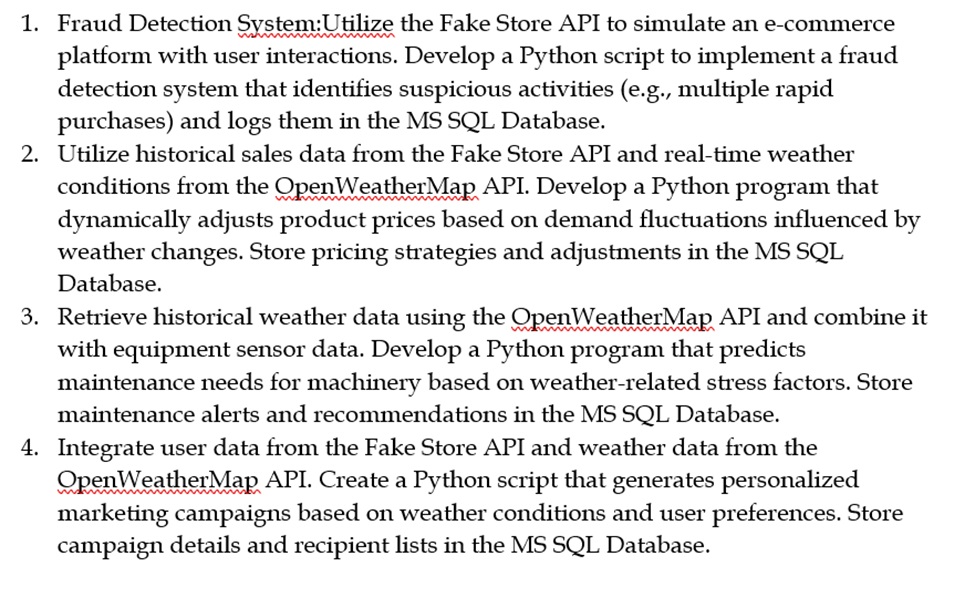 1. Fraud Detection System:Utilize the Fake Store API to simulate an e-commerce
platform with user interactions. Develop a Python script to implement a fraud
detection system that identifies suspicious activities (e.g., multiple rapid
purchases) and logs them in the MS SQL Database.
2. Utilize historical sales data from the Fake Store API and real-time weather
conditions from the OpenWeatherMap API. Develop a Python program that
dynamically adjusts product prices based on demand fluctuations influenced by
weather changes. Store pricing strategies and adjustments in the MS SQL
Database.
3. Retrieve historical weather data using the OpenWeatherMap API and combine it
with equipment sensor data. Develop a Python program that predicts
maintenance needs for machinery based on weather-related stress factors. Store
maintenance alerts and recommendations in the MS SQL Database.
4. Integrate user data from the Fake Store API and weather data from the
OpenWeatherMap API. Create a Python script that generates personalized
marketing campaigns based on weather conditions and user preferences. Store
campaign details and recipient lists in the MS SQL Database.